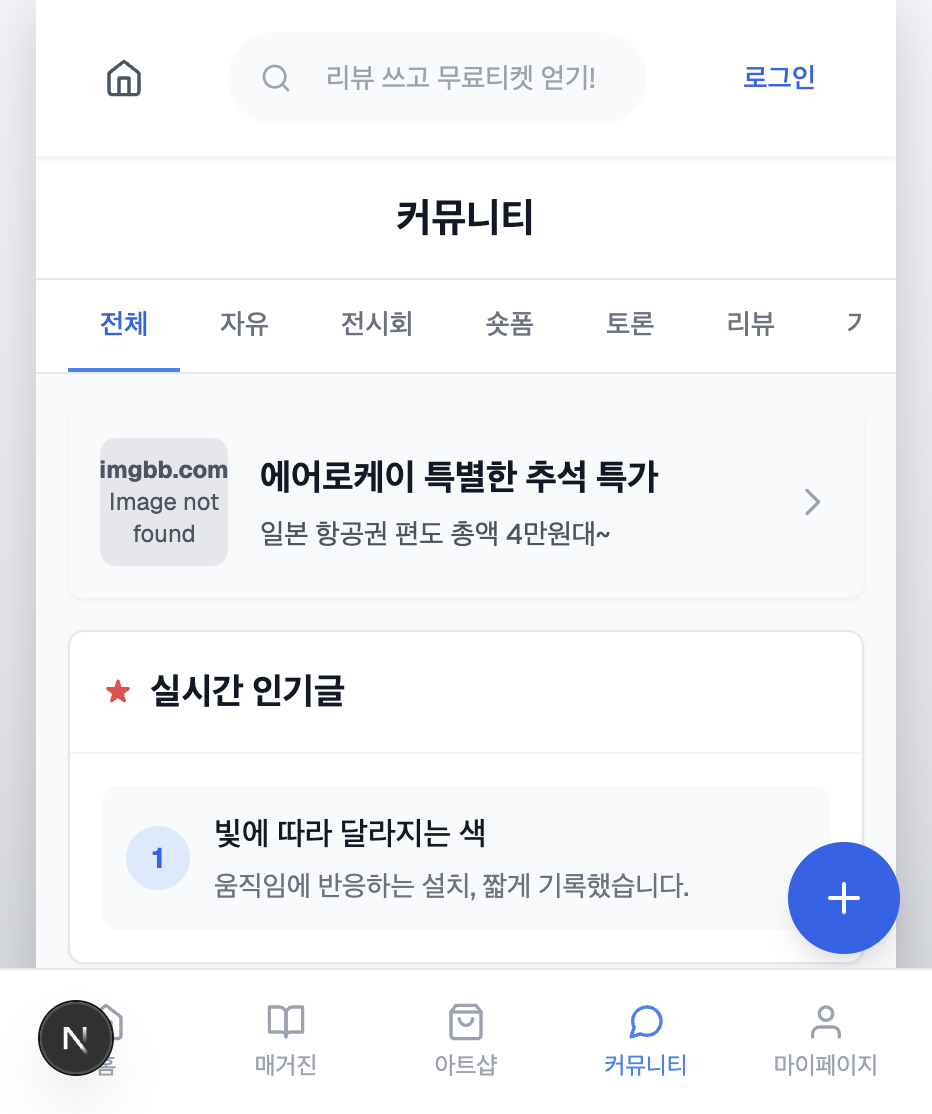 리뷰 쓰고 무료티켓 얻기!
로그인
커뮤니티
전체 자유 전시회 숏폼 토론 리뷰
imgbb.com
Image not
found
에어로케이 특별한 추석 특가
일본 항공권 편도 총액 4만원대~
실시간 인기글
1
빛에 따라 달라지는 색
움직임에 반응하는 설치, 짧게 기록했습니다.
N
홈 매거진 아트샵 커뮤니티 마이페이지